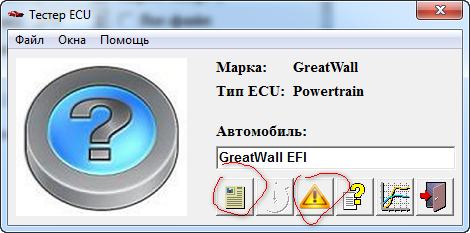 Тестер ECU
Файл Окна Помощь
Марка: GreatWall
Тип ECU: Powertrain
Автомобиль:
GreatWall EFI